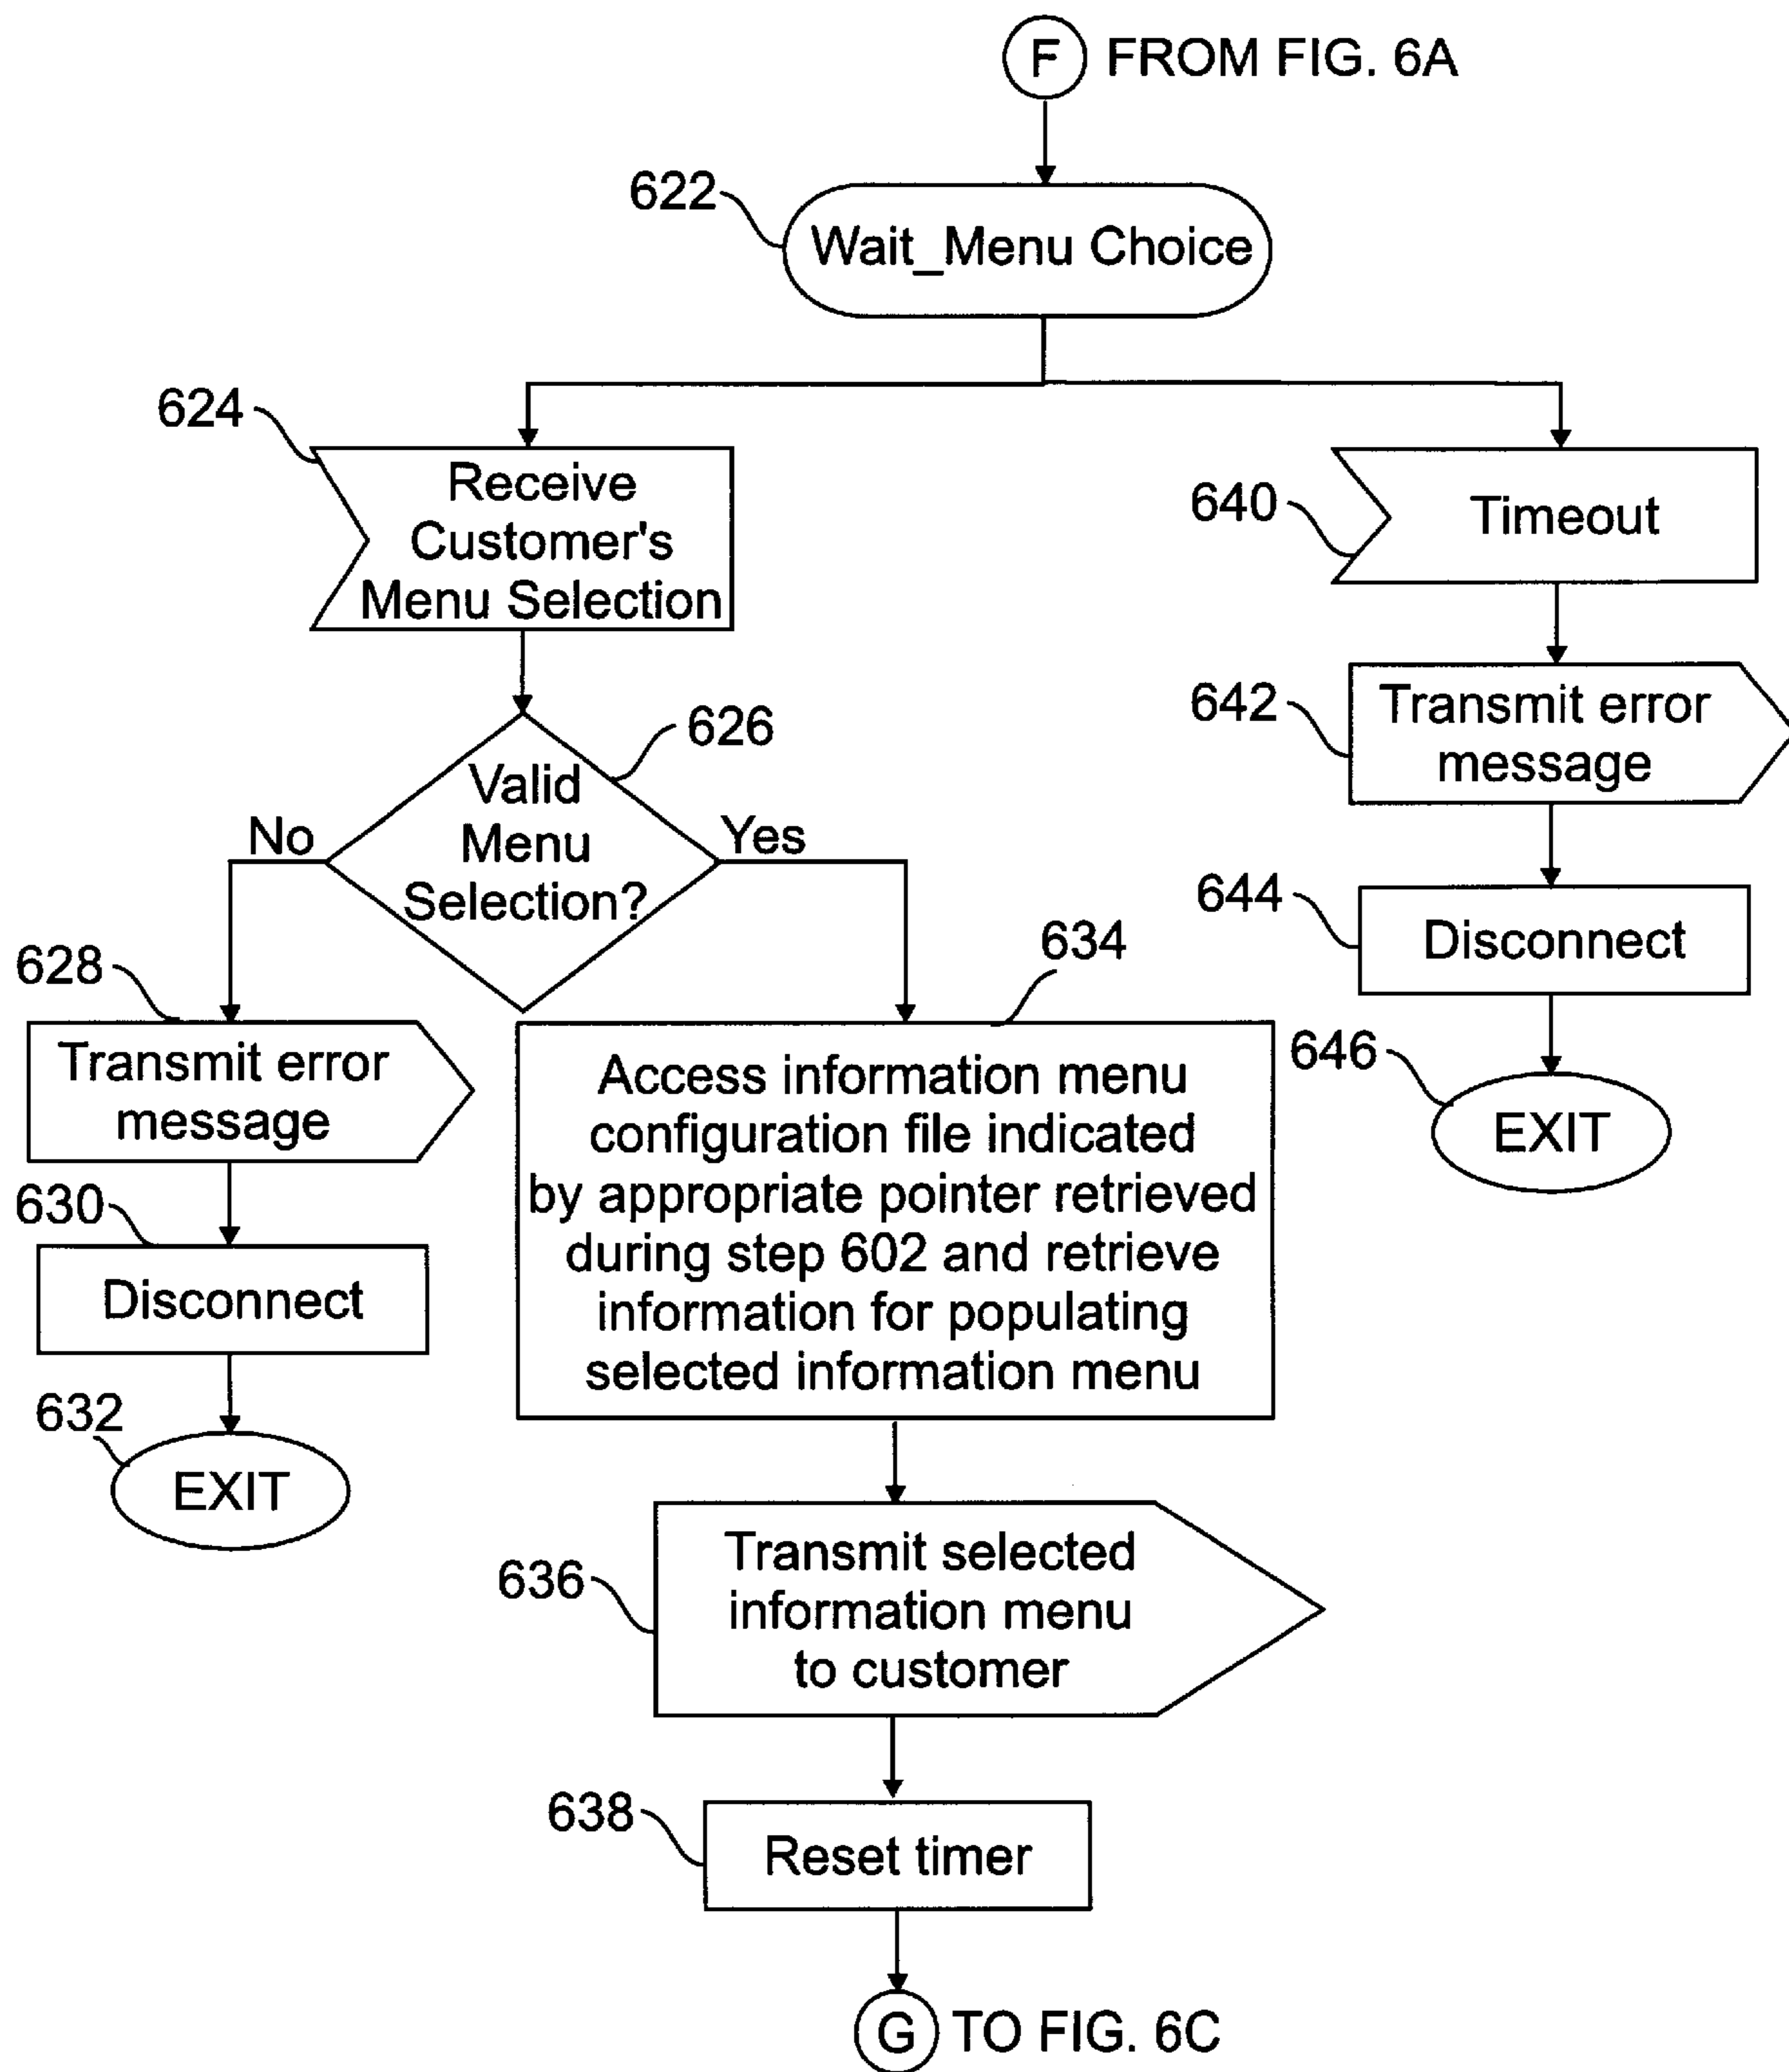 F FROM FIG. 6A
622
Wait_Menu Choice
624
Receive
Customer's
Menu Selection
640
Timeout
626
Valid
Menu
Selection?
No
Yes
642
Transmit error
message
628
Transmit error
message
634
Access information menu
configuration file indicated
by appropriate pointer retrieved
during step 602 and retrieve
information for populating
selected information menu
644
Disconnect
646
EXIT
630
Disconnect
632
EXIT
636
Transmit selected
information menu
to customer
638
Reset timer
G TO FIG. 6C